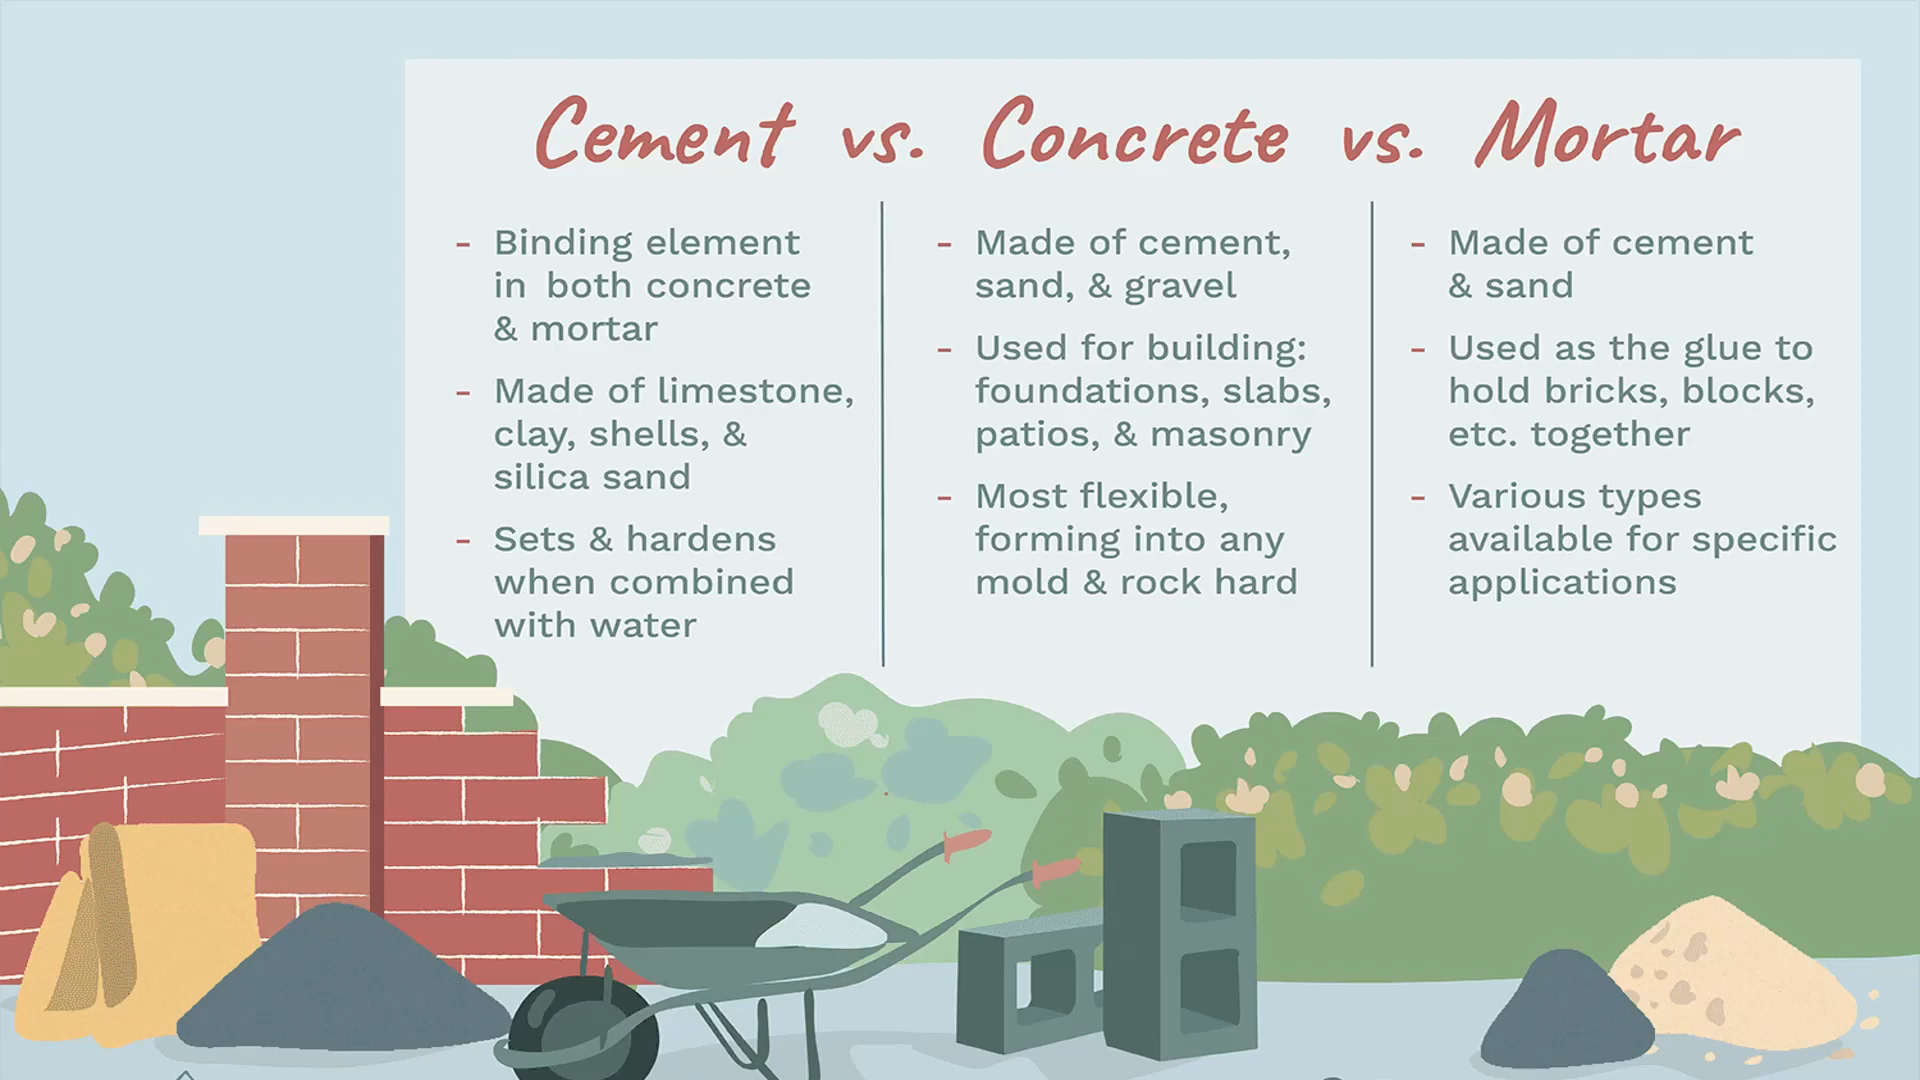 Cement vs. Concrete vs. Mortar
- Binding element
in both concrete
& mortar
- Made of limestone,
clay, shells, &
silica sand
- Sets & hardens
when combined
with water
- Made of cement,
sand, & gravel
- Used for building:
foundations, slabs,
patios, & masonry
- Most flexible,
forming into any
mold & rock hard
- Made of cement
& sand
- Used as the glue to
hold bricks, blocks,
etc. together
- Various types
available for specific
applications